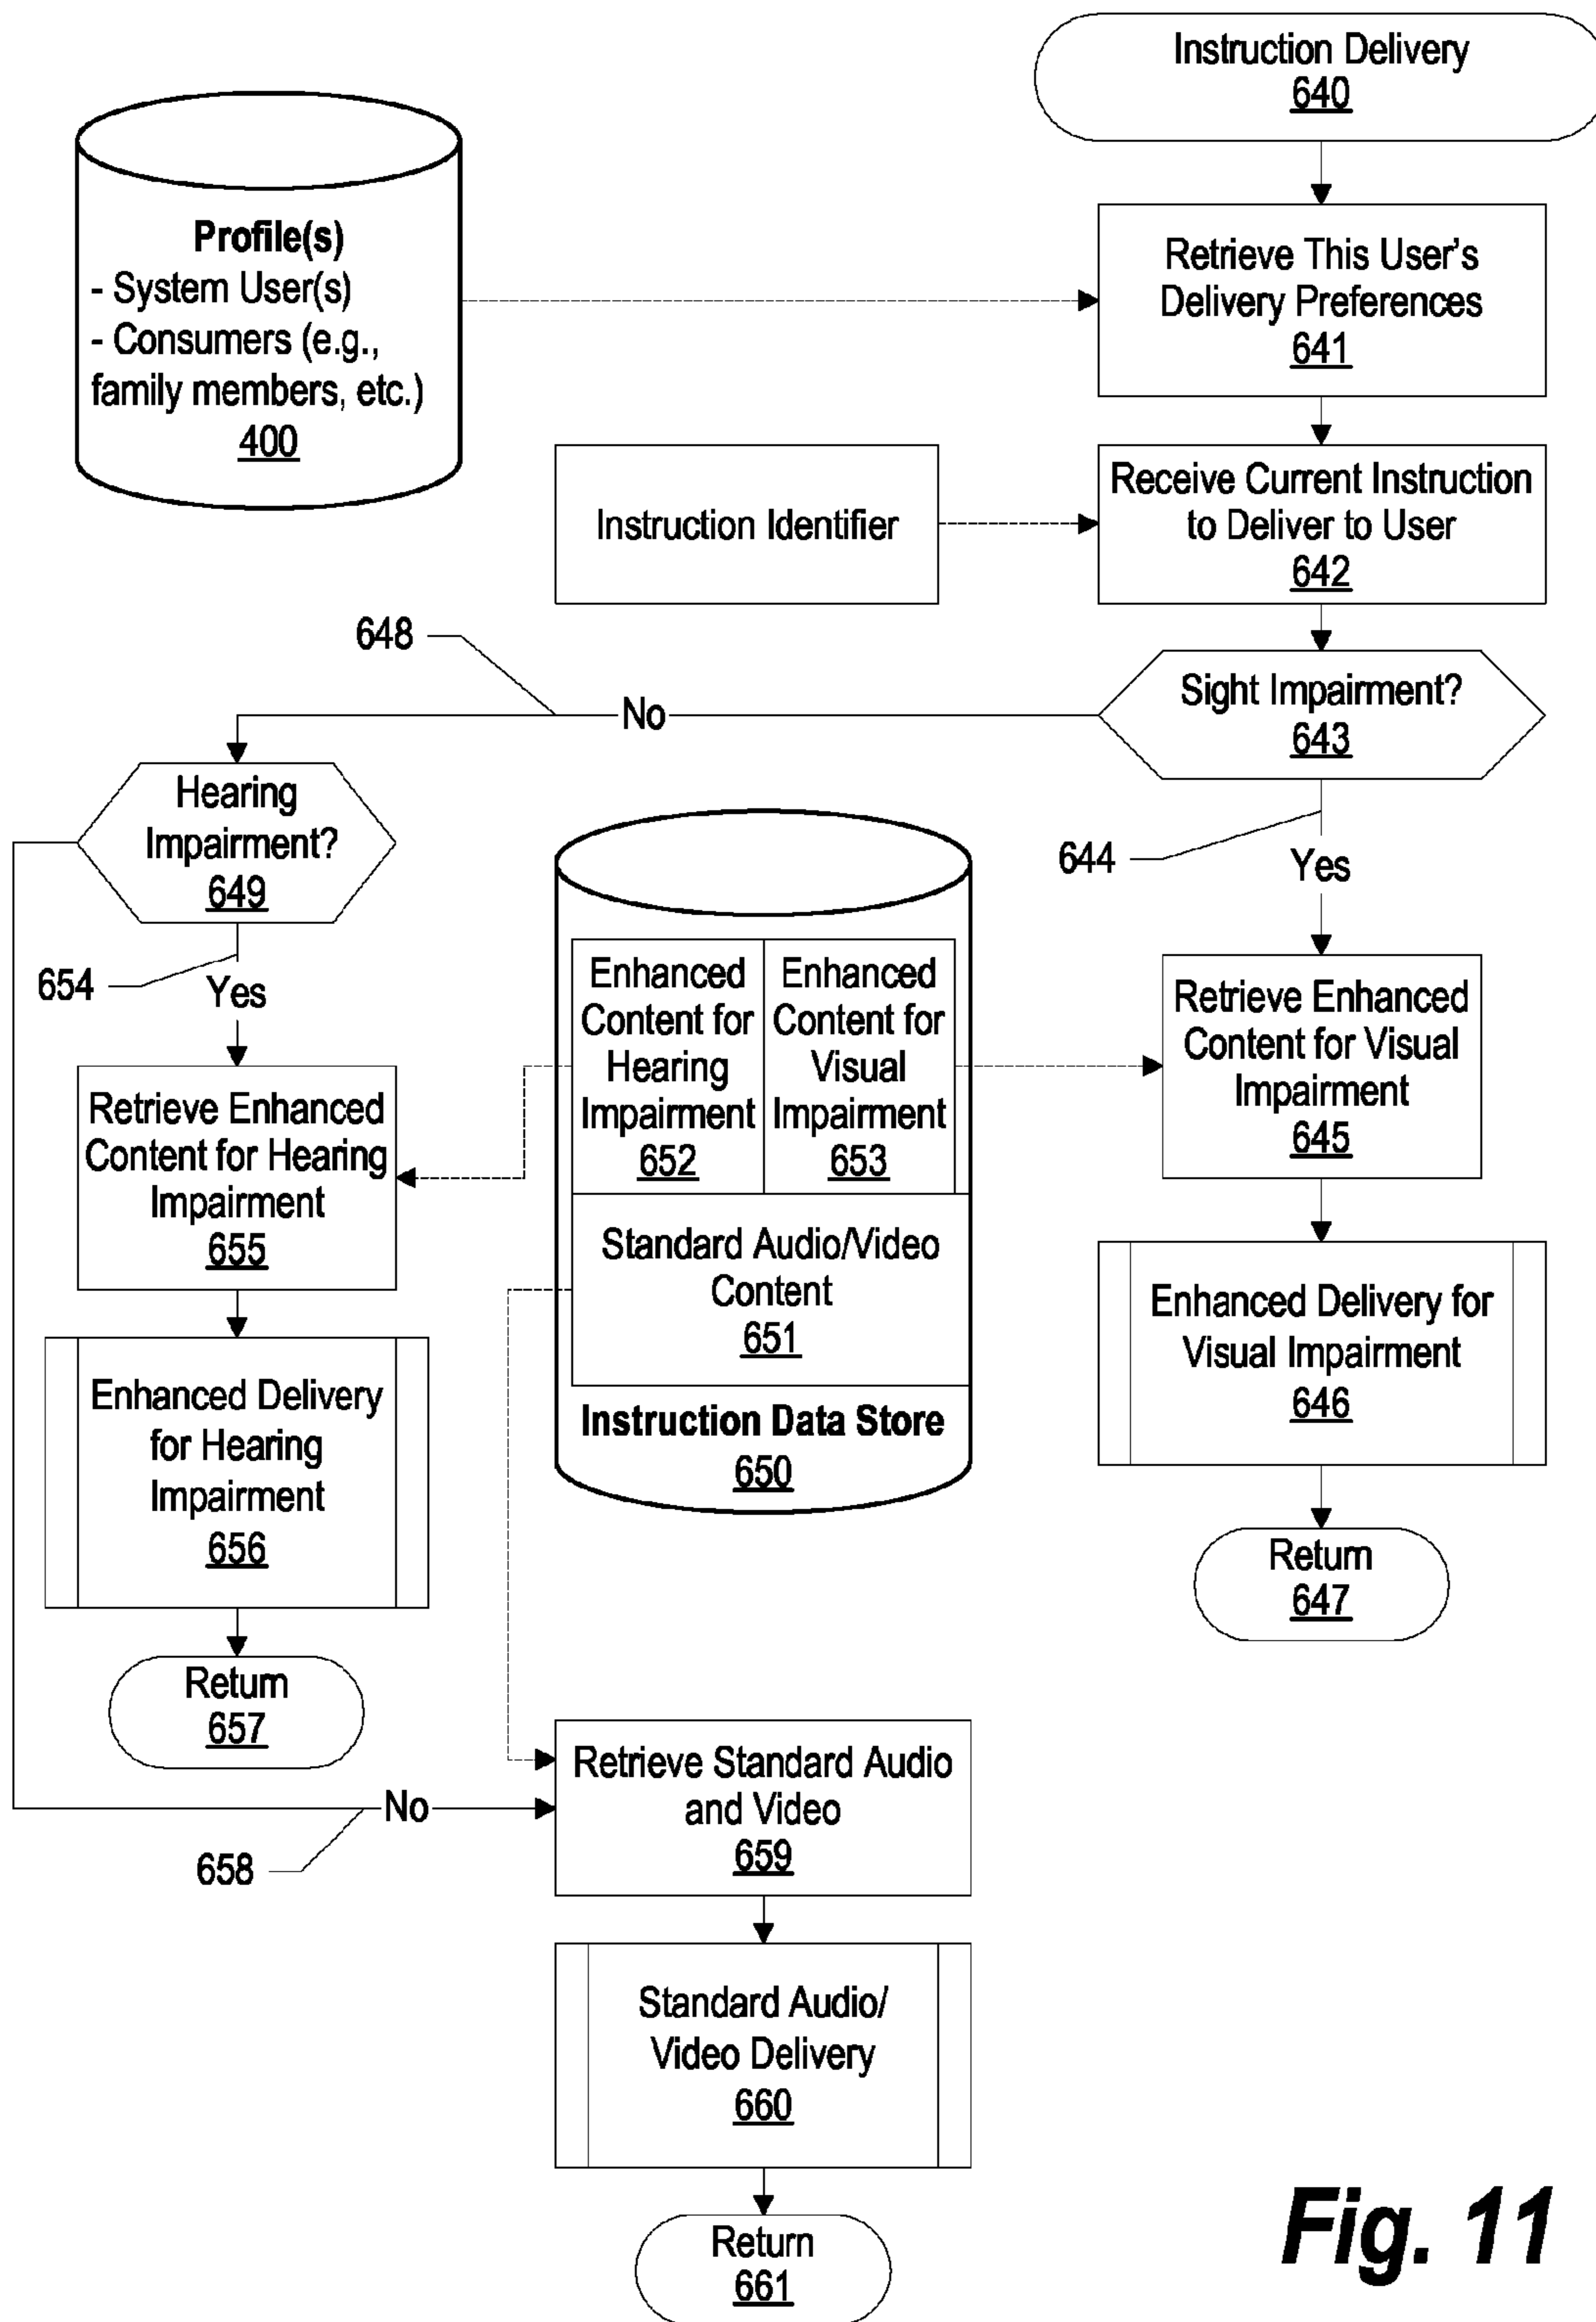 Instruction Delivery
640
Profile(s)
- System User(s)
- Consumers (e.g.,
family members, etc.)
400
Retrieve This User's
Delivery Preferences
641
Instruction Identifier
Receive Current Instruction
to Deliver to User
642
648
No
Sight Impairment?
643
Hearing
Impairment?
649
644
Yes
654
Yes
Enhanced
Content for
Hearing
Impairment
652
Enhanced
Content for
Visual
Impairment
653
Standard Audio/Video
Content
651
Instruction Data Store
650
Retrieve Enhanced
Content for Visual
Impairment
645
Retrieve Enhanced
Content for Hearing
Impairment
655
Enhanced Delivery for
Visual Impairment
646
Enhanced Delivery
for Hearing
Impairment
656
Return
647
Return
657
No
658
Retrieve Standard Audio
and Video
659
Standard Audio/
Video Delivery
660
Return
661
Fig. 11